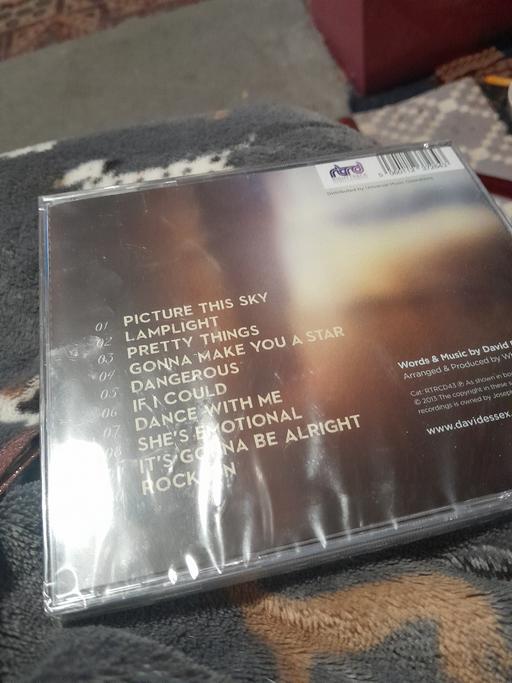 Distributed by Universal Music Operations
01 PICTURE THIS SKY
02 LAMPLIGHT
03 PRETTY THINGS
04 GONNA MAKE YOU A STAR
05 DANGEROUS
06 IF I COULD
07 DANCE WITH ME
08 SHE'S EMOTIONAL
IT'S GONNA BE ALRIGHT
ROCK ON
Words & Music by David
Arranged & Produced by
Cat: RTRCD43 ℗ As shown in
© 2013 The copyright in these
recordings is owned by
www.davidessex.